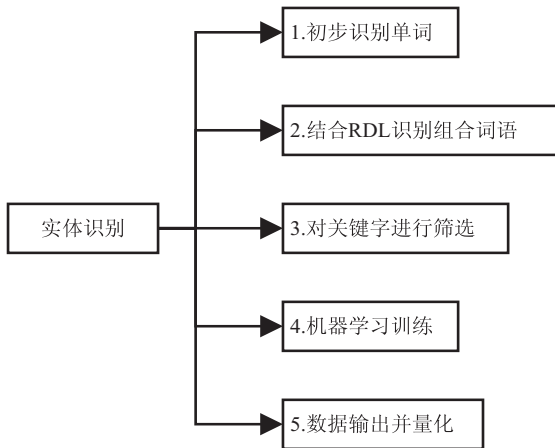 1.初步识别单词
2.结合RDL识别组合词语
实体识别
3.对关键字进行筛选
4.机器学习训练
5.数据输出并量化